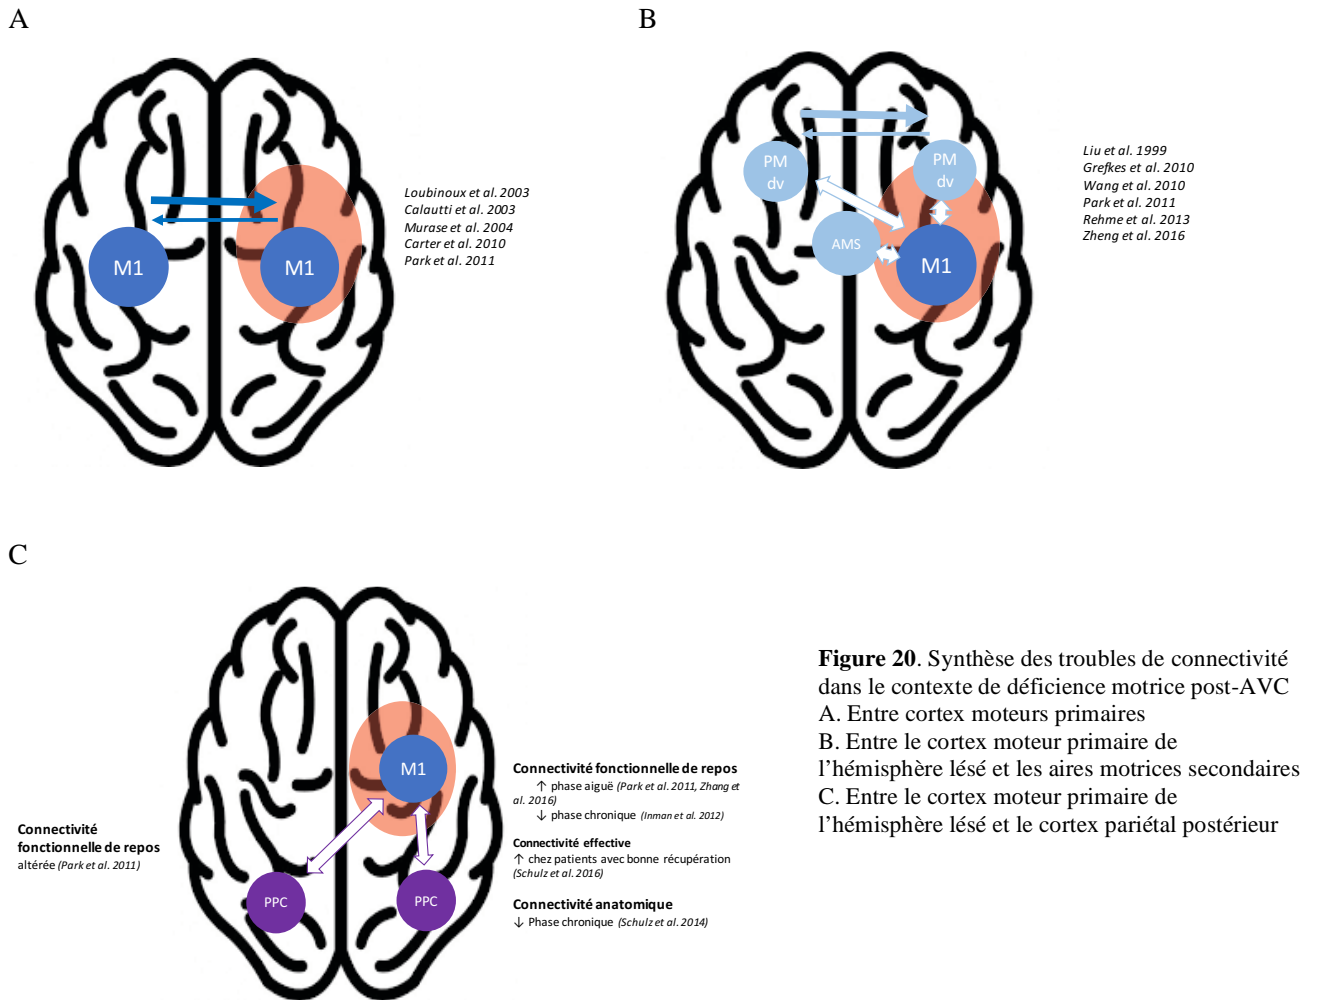 A
M1
M1
Loubinoux et al. 2003
Calautti et al. 2003
Murase et al. 2004
Carter et al. 2010
Park et al. 2011
B
PM
dv
PM
dv
AMS
M1
Liu et al. 1999
Grefkes et al. 2010
Wang et al. 2010
Park et al. 2011
Rehme et al. 2013
Zheng et al. 2016
C
M1
PPC
PPC
Connectivité
fonctionnelle de repos
altérée (Park et al. 2011)
Connectivité fonctionnelle de repos
↑ phase aiguë (Park et al. 2011, Zhang et
al. 2016)
↓ phase chronique (Inman et al. 2012)
Connectivité effective
↑ chez patients avec bonne récupération
(Schulz et al. 2016)
Connectivité anatomique
↓ Phase chronique (Schulz et al. 2014)
Figure 20. Synthèse des troubles de connectivité
dans le contexte de déficience motrice post-AVC
A. Entre cortex moteurs primaires
B. Entre le cortex moteur primaire de
l’hémisphère lésé et les aires motrices secondaires
C. Entre le cortex moteur primaire de
l’hémisphère lésé et le cortex pariétal postérieur